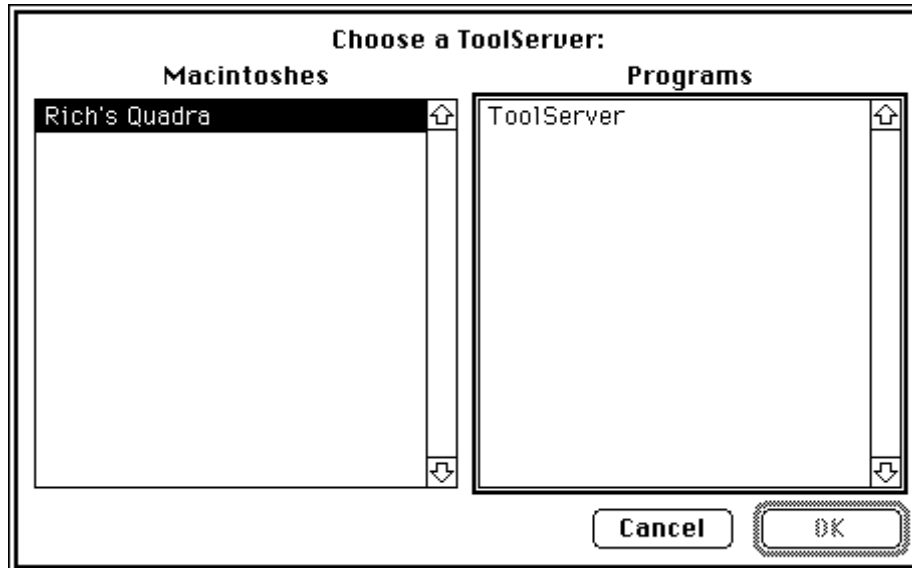 Choose a ToolServer:
Macintoshes
Programs
Rich's Quadra
ToolServer
Cancel
OK